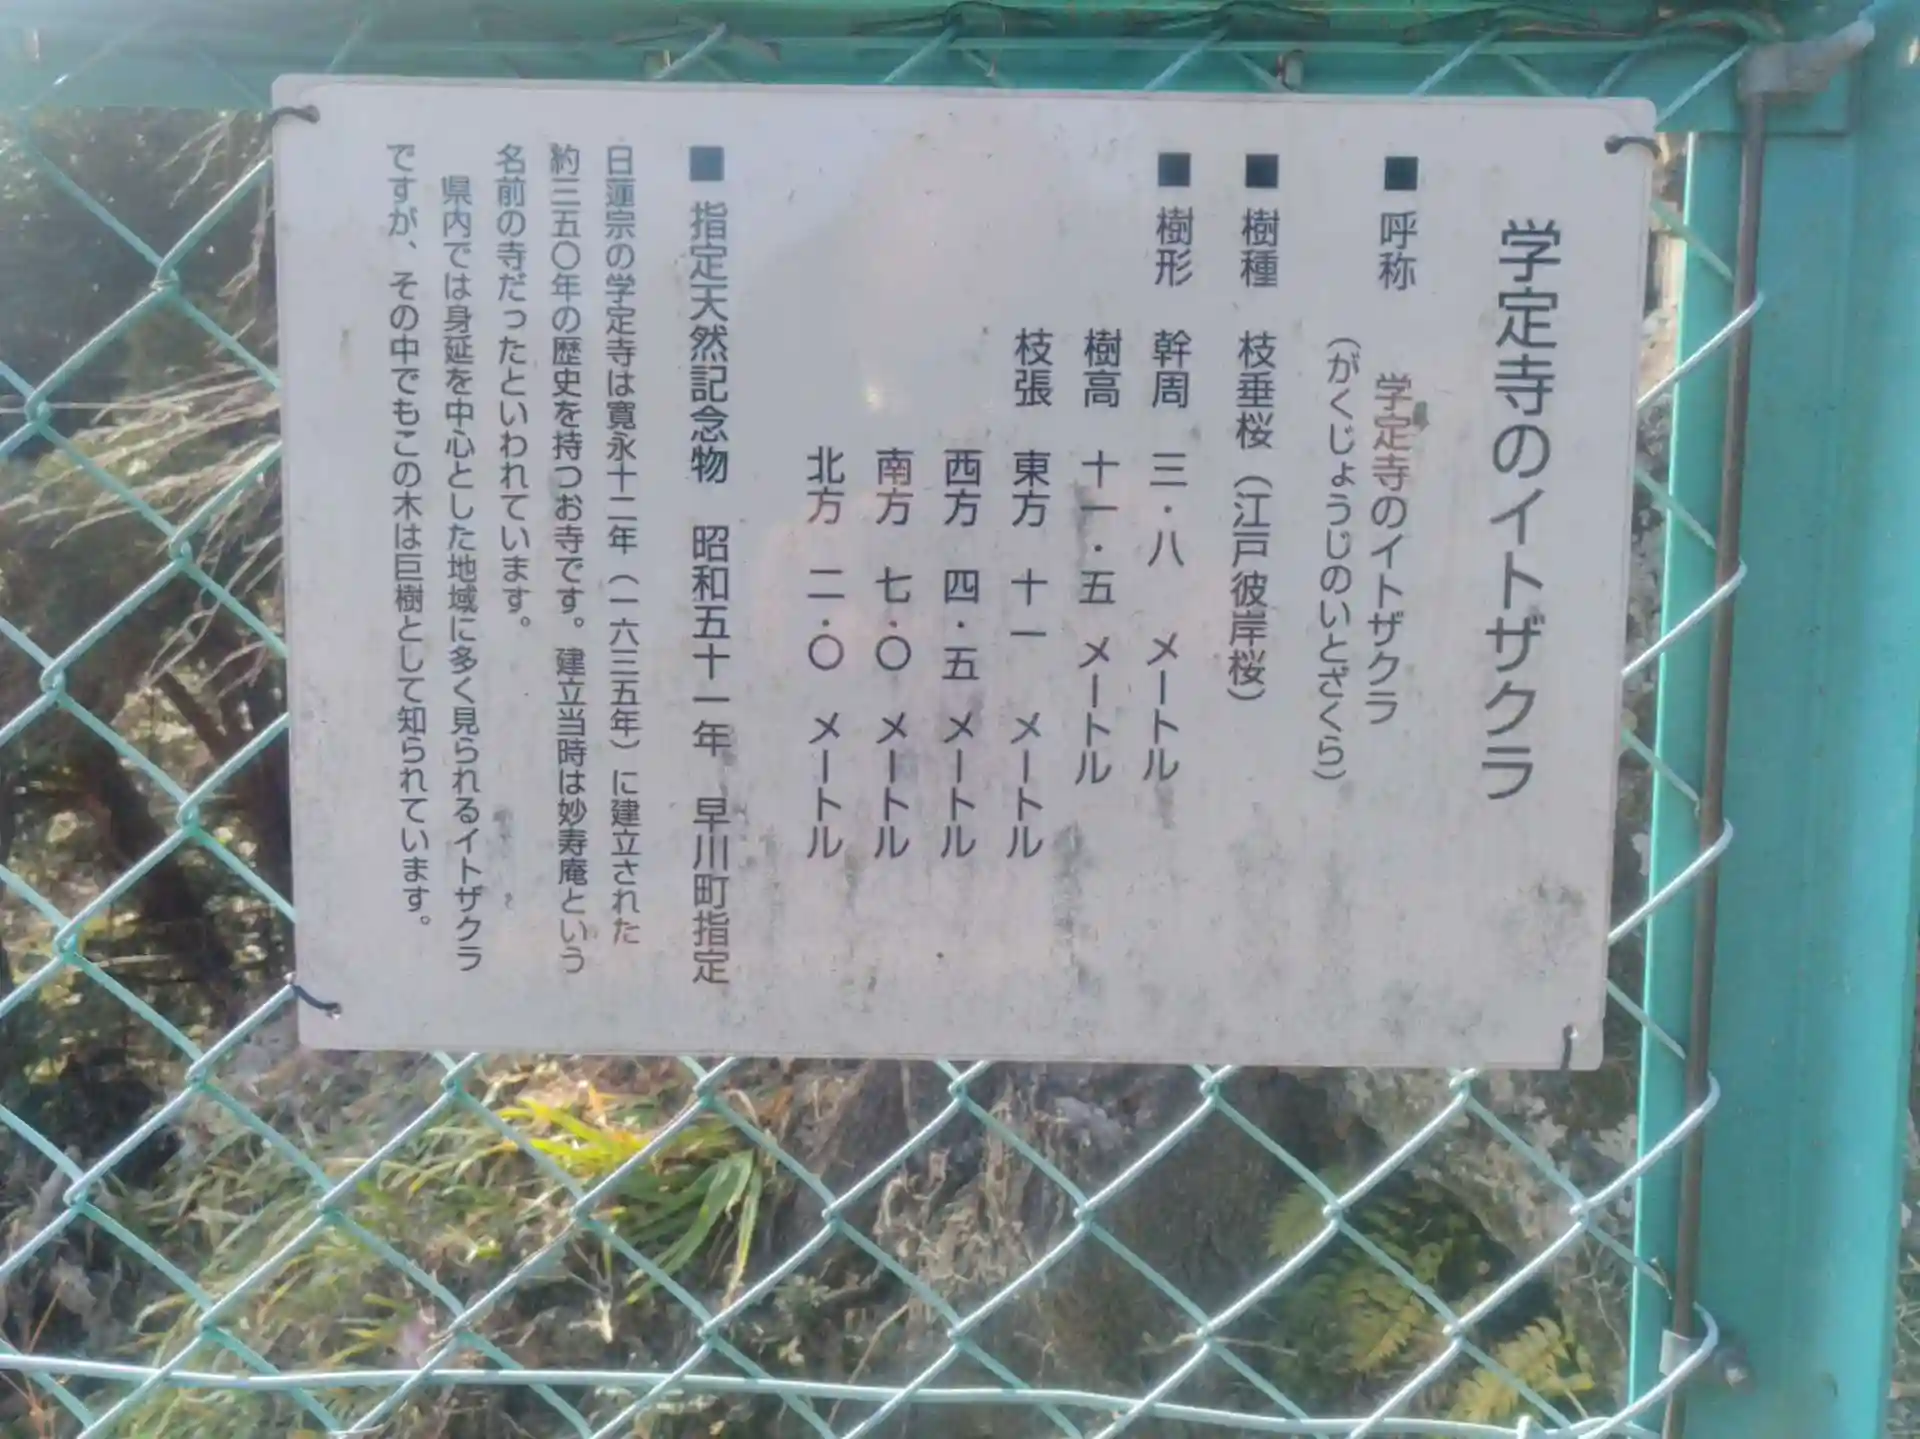 学定寺のイトザクラ
■ 呼称 学定寺のイトザクラ
（がくじょうじのいとざくら）
■ 樹種 枝垂桜（江戸彼岸桜）
■ 樹形 幹周 三・八 メートル
樹高 十一・五 メートル
枝張 東方 十一 メートル
西方 四・五 メートル
南方 七・〇 メートル
北方 二・〇 メートル
■ 指定天然記念物 昭和五十一年 早川町指定
日蓮宗の学定寺は寛永十二年（一六三五年）に建立された
約三五〇年の歴史を持つお寺です。建立当時は妙寿庵という
名前の寺だったといわれています。
県内では身延を中心とした地域に多く見られるイトザクラ
ですが、その中でもこの木は巨樹として知られています。